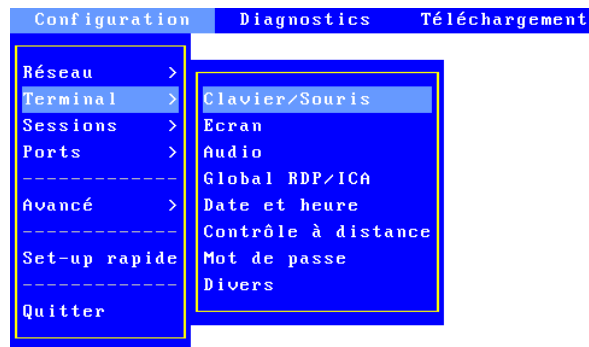 Configuration Diagnostics Téléchargement
Réseau >
Terminal >
Sessions >
Ports >
-------------
Avancé >
-------------
Set-up rapide
-------------
Quitter
Clavier/Souris
Ecran
Audio
Global RDP/ICA
Date et heure
Contrôle à distance
Mot de passe
Divers